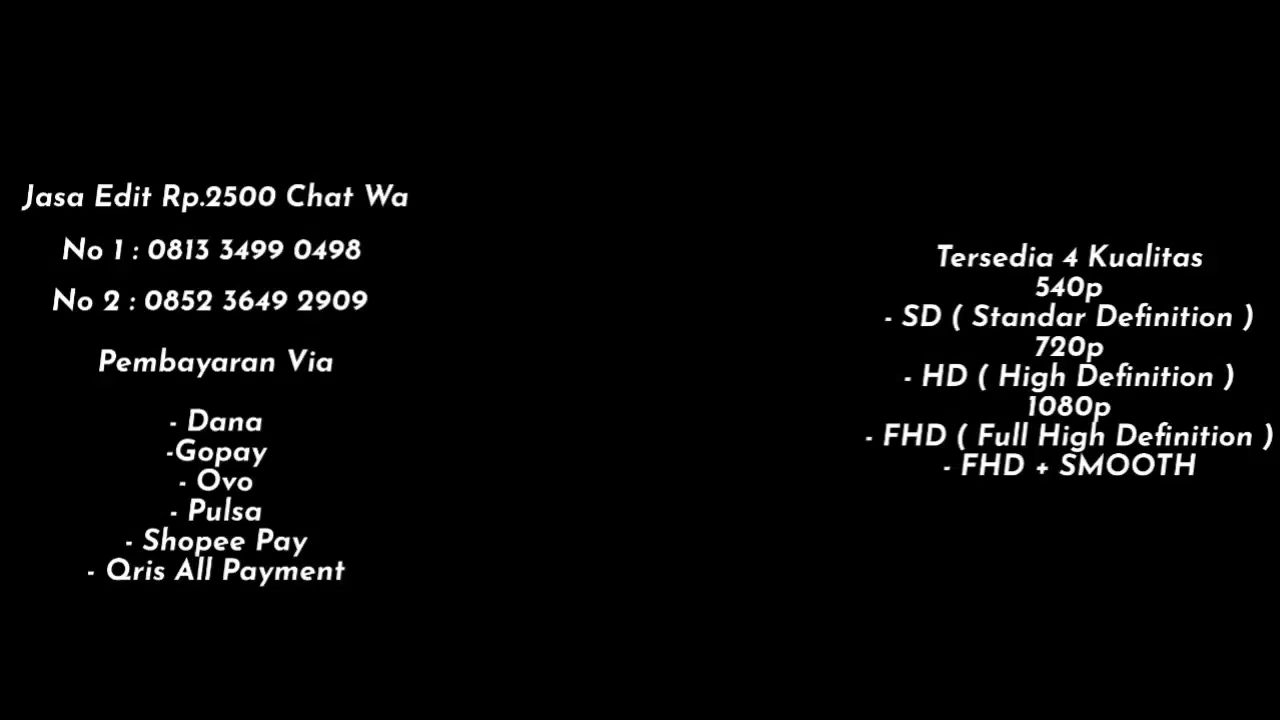 Jasa Edit Rp.2500 Chat Wa
No 1 : 0813 3499 0498
No 2 : 0852 3649 2909
Pembayaran Via
- Dana
-Gopay
- Ovo
- Pulsa
- Shopee Pay
- Qris All Payment
Tersedia 4 Kualitas
540p
- SD ( Standar Definition )
720p
- HD ( High Definition )
1080p
- FHD ( Full High Definition )
- FHD + SMOOTH